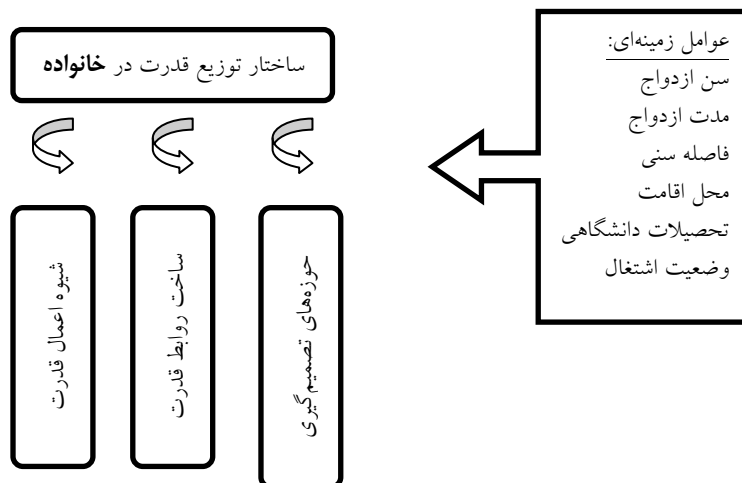 عوامل زمینه‌ای:
سن ازدواج
مدت ازدواج
فاصله سنی
محل اقامت
تحصیلات دانشگاهی
وضعیت اشتغال
ساختار توزیع قدرت در خانواده
حوزه‌های تصمیم‌گیری
ساخت روابط قدرت
شیوه اعمال قدرت